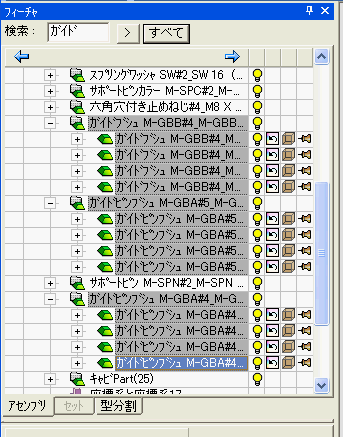 フィーチャ
検索: ｶﾞｲﾄﾞ > すべて
ｽﾌﾟﾘﾝｸﾞﾜｯｼｬ SW#2_SW 16 (...
ｻﾎﾟｰﾄﾋﾟﾝｶﾗｰ M-SPC#2_M-...
六角穴付き止めねじ#4_M8 X ...
ｶﾞｲﾄﾞﾌﾞｼｭ M-GBB#4_M-GBB...
ｶﾞｲﾄﾞﾌﾞｼｭ M-GBB#4_M...
ｶﾞｲﾄﾞﾌﾞｼｭ M-GBB#4_M...
ｶﾞｲﾄﾞﾌﾞｼｭ M-GBB#4_M...
ｶﾞｲﾄﾞﾌﾞｼｭ M-GBB#4_M...
ｶﾞｲﾄﾞﾋﾟﾝﾌﾞｼｭ M-GBA#5_M-G...
ｶﾞｲﾄﾞﾋﾟﾝﾌﾞｼｭ M-GBA#5...
ｶﾞｲﾄﾞﾋﾟﾝﾌﾞｼｭ M-GBA#5...
ｶﾞｲﾄﾞﾋﾟﾝﾌﾞｼｭ M-GBA#5...
ｶﾞｲﾄﾞﾋﾟﾝﾌﾞｼｭ M-GBA#5...
ｻﾎﾟｰﾄﾋﾟﾝ M-SPN#2_M-SPN ...
ｶﾞｲﾄﾞﾋﾟﾝﾌﾞｼｭ M-GBA#4_M-G...
ｶﾞｲﾄﾞﾋﾟﾝﾌﾞｼｭ M-GBA#4...
ｶﾞｲﾄﾞﾋﾟﾝﾌﾞｼｭ M-GBA#4...
ｶﾞｲﾄﾞﾋﾟﾝﾌﾞｼｭ M-GBA#4...
ｶﾞｲﾄﾞﾋﾟﾝﾌﾞｼｭ M-GBA#4...
ｷｬﾋﾞPart(25)
アセンブリ セット 型分割